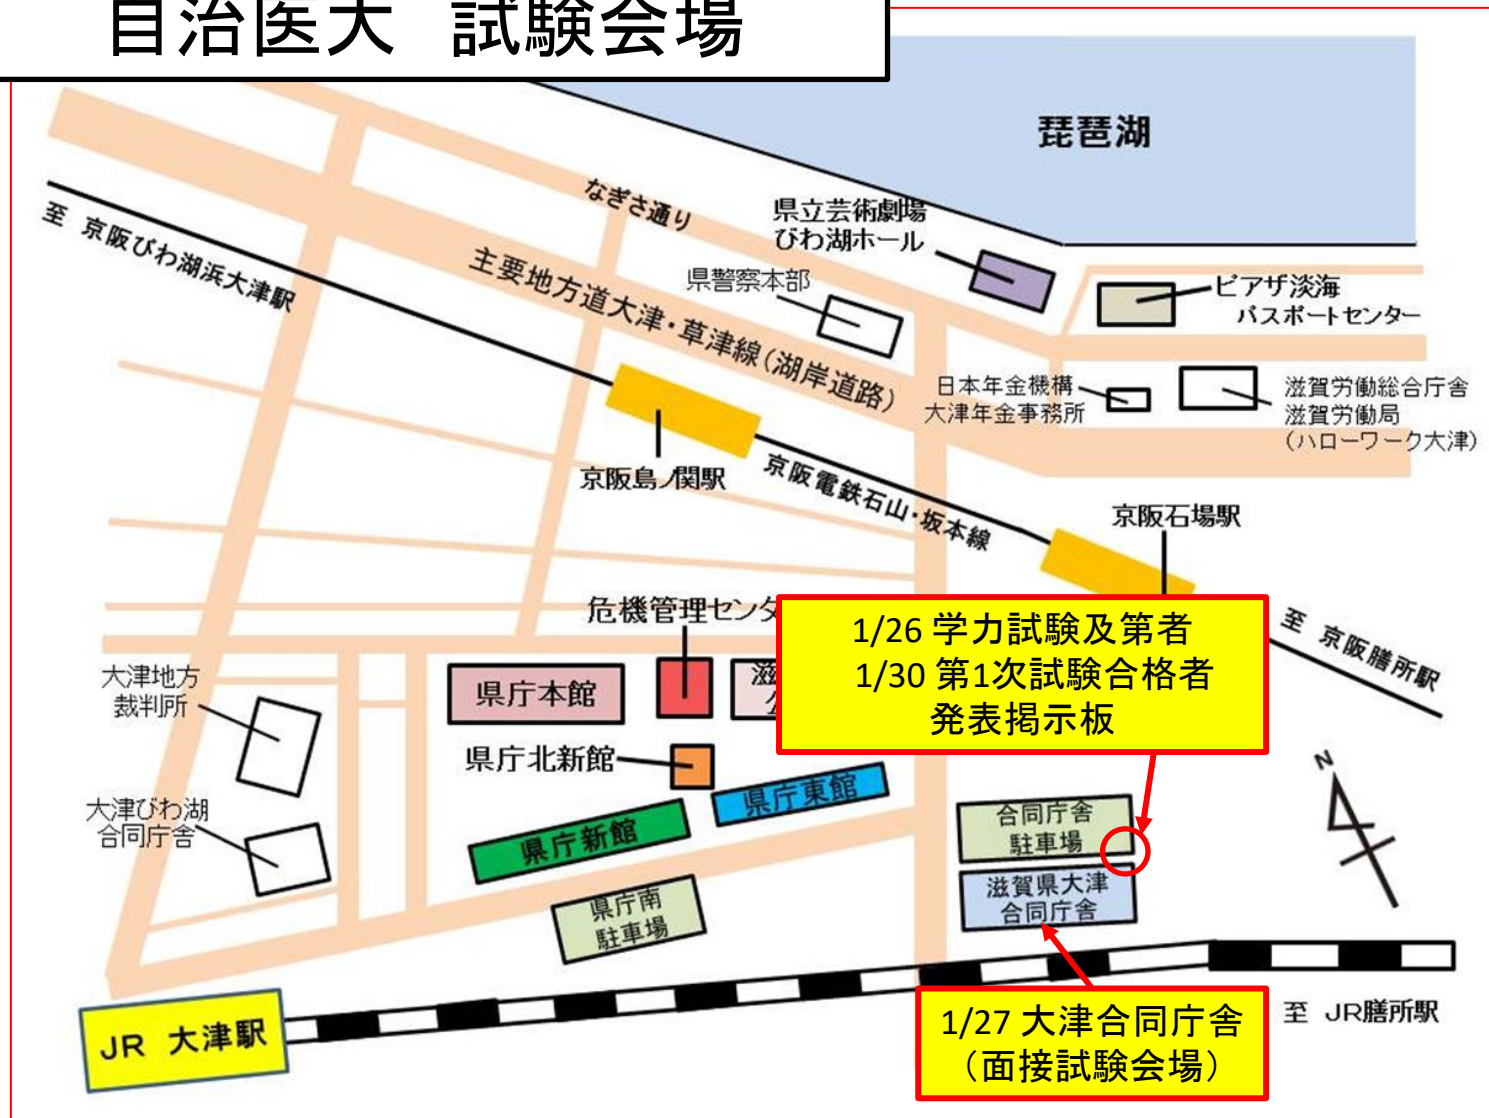 自治医大　試験会場
琵琶湖
なぎさ通り
県立芸術劇場
びわ湖ホール
至 京阪びわ湖浜大津駅
主要地方道大津・草津線(湖岸道路)
県警察本部
ピアザ淡海
パスポートセンター
日本年金機構
大津年金事務所
滋賀労働総合庁舎
滋賀労働局
(ハローワーク大津)
京阪島ノ関駅
京阪電鉄石山・坂本線
京阪石場駅
危機管理センタ
1/26 学力試験及第者
1/30 第1次試験合格者
発表掲示板
至 京阪膳所駅
大津地方
裁判所
県庁本館
滋
県庁北新館
N
大津びわ湖
合同庁舎
県庁新館
県庁東館
合同庁舎
駐車場
滋賀県大津
合同庁舎
県庁南
駐車場
JR 大津駅
1/27 大津合同庁舎
（面接試験会場）
至 JR膳所駅